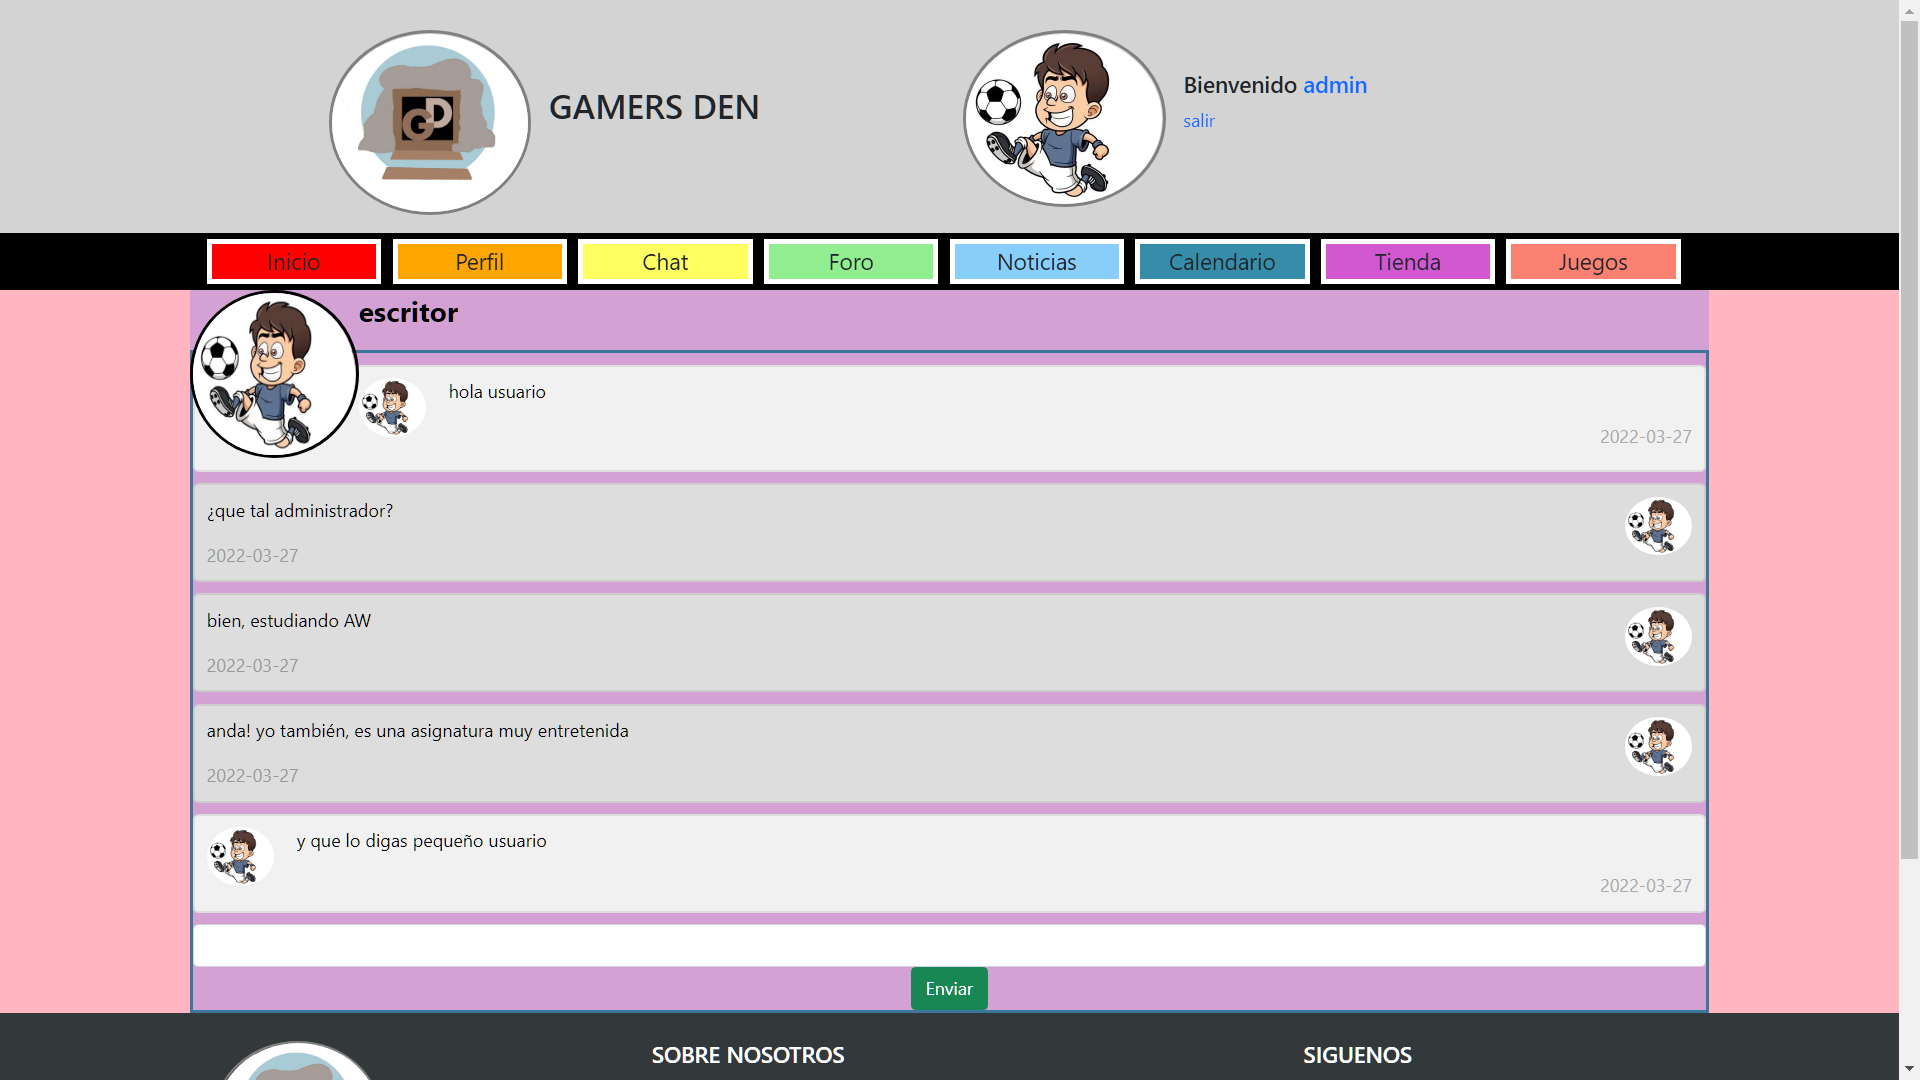 GD
GAMERS DEN
Bienvenido admin
salir
Inicio
Perfil
Chat
Foro
Noticias
Calendario
Tienda
Juegos
escritor
hola usuario
2022-03-27
¿que tal administrador?
2022-03-27
bien, estudiando AW
2022-03-27
anda! yo también, es una asignatura muy entretenida
2022-03-27
y que lo digas pequeño usuario
2022-03-27
Enviar
SOBRE NOSOTROS
SIGUENOS